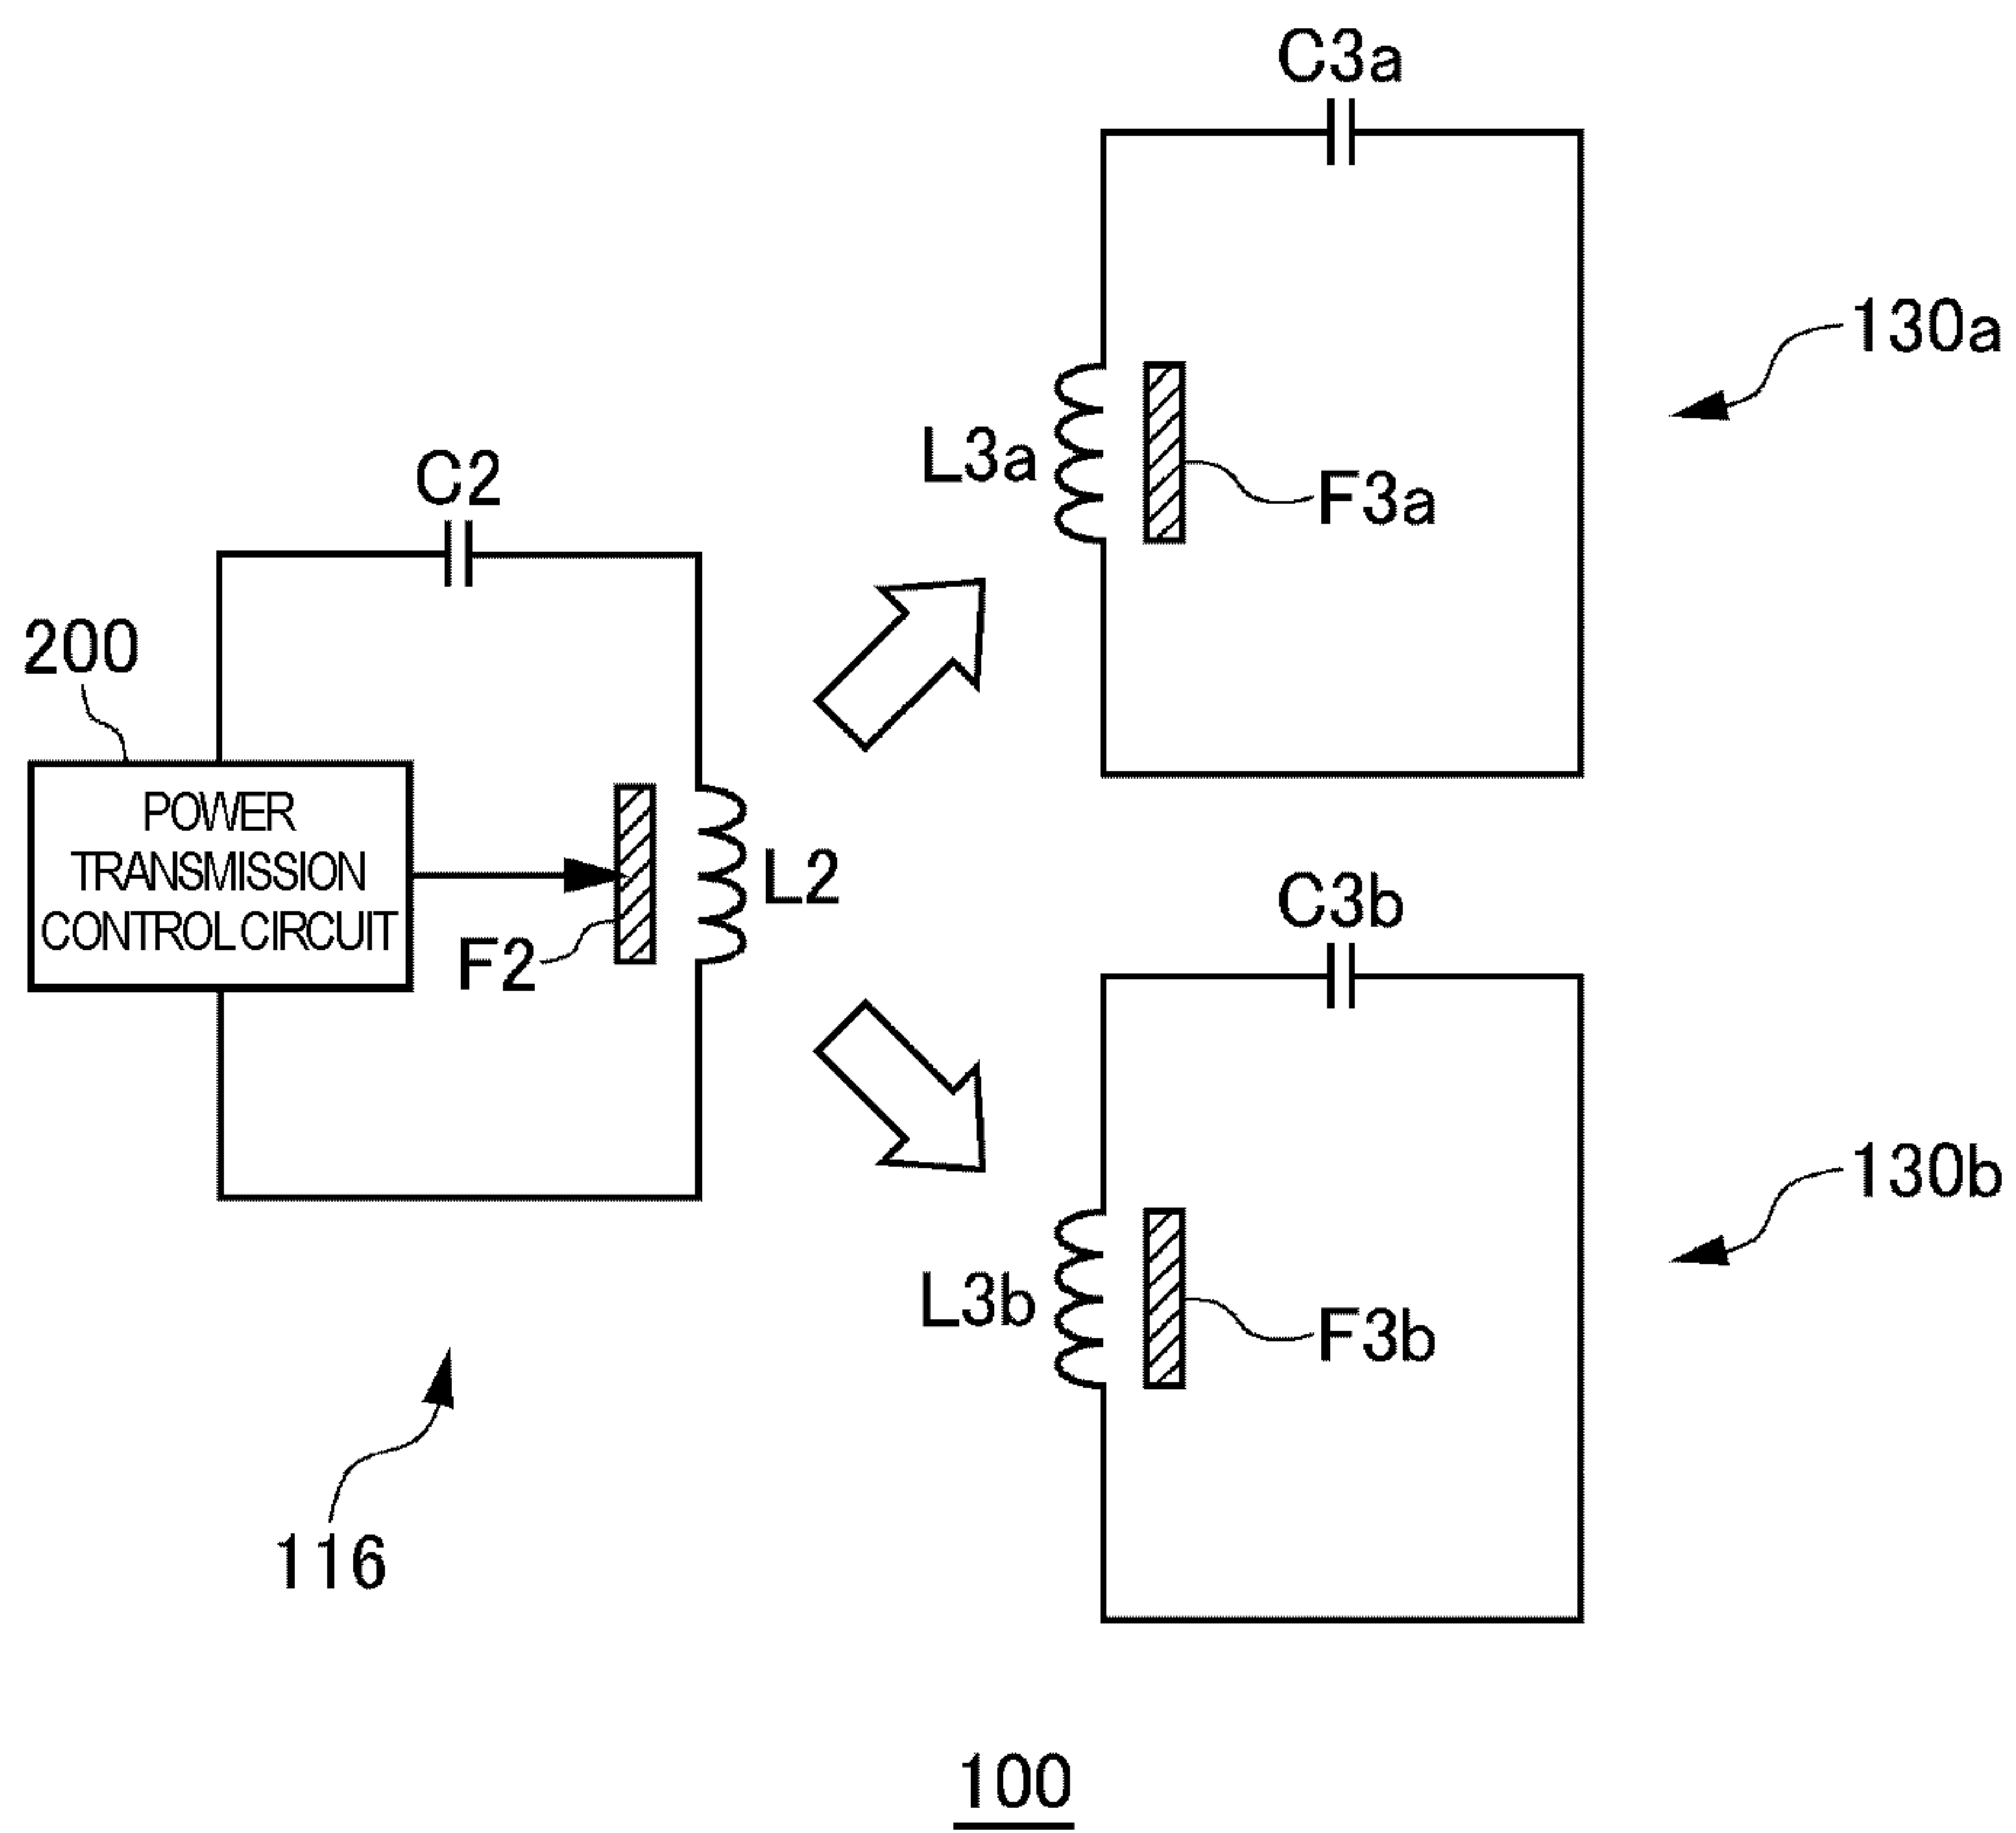 C3a
130a
L3a
F3a
C2
200
POWER
TRANSMISSION
CONTROL CIRCUIT
L2
F2
C3b
130b
L3b
F3b
116
100